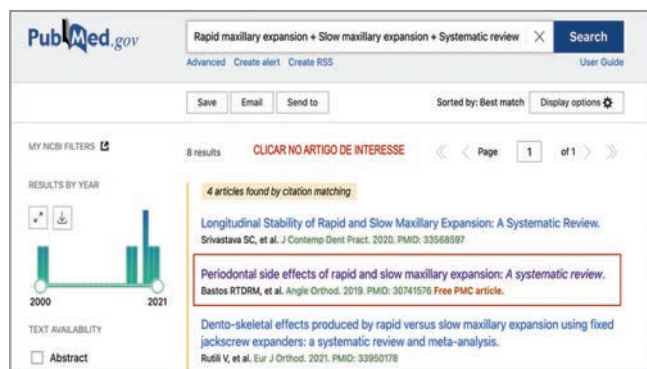 PubMed.gov
Rapid maxillary expansion + Slow maxillary expansion + Systematic review
Search
Advanced Create alert Create RSS
User Guide
Save Email Send to
Sorted by: Best match
Display options
MY NCBI FILTERS
8 results
CLICAR NO ARTIGO DE INTERESSE
Page 1 of 1
RESULTS BY YEAR
2000 2021
TEXT AVAILABILITY
Abstract
4 articles found by citation matching
Longitudinal Stability of Rapid and Slow Maxillary Expansion: A Systematic Review.
Srivastava SC, et al. J Contemp Dent Pract. 2020. PMID: 33568597
Periodontal side effects of rapid and slow maxillary expansion: A systematic review.
Bastos RTDRM, et al. Angle Orthod. 2019. PMID: 30741576 Free PMC article.
Dento-skeletal effects produced by rapid versus slow maxillary expansion using fixed
jackscrew expanders: a systematic review and meta-analysis.
Rutili V, et al. Eur J Orthod. 2021. PMID: 33950178